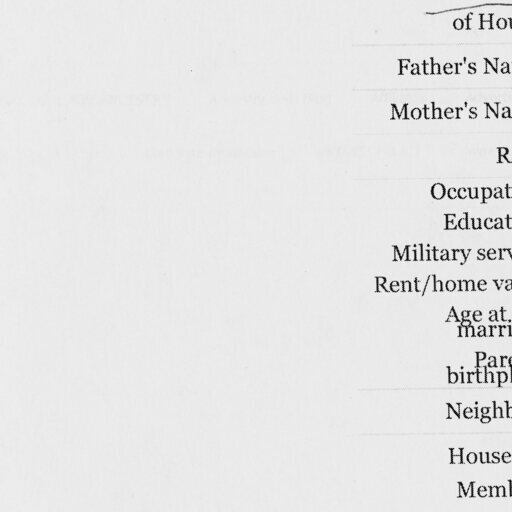 of Hou
Father's Na
Mother's Na
R
Occupat
Educat
Military serv
Rent/home va
Age at
marri
Pare
birthpl
Neighb
House
Memb